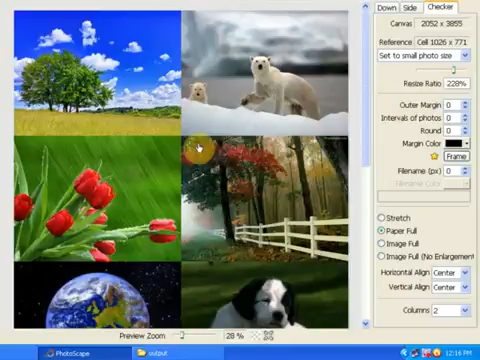 Down Side Checker
Canvas 2052 x 3855
Reference Cell 1026 x 771
Set to small photo size
Resize Ratio 228%
Outer Margin 0
Intervals of photos 0
Round 0
Margin Color
Frame
Filename (px) 0
Filename Color
Stretch
Paper Full
Image Full
Image Full (No Enlargement
Horizontal Align Center
Vertical Align Center
Columns 2
Preview Zoom 28 %
PhotoScape output 12:16 PM